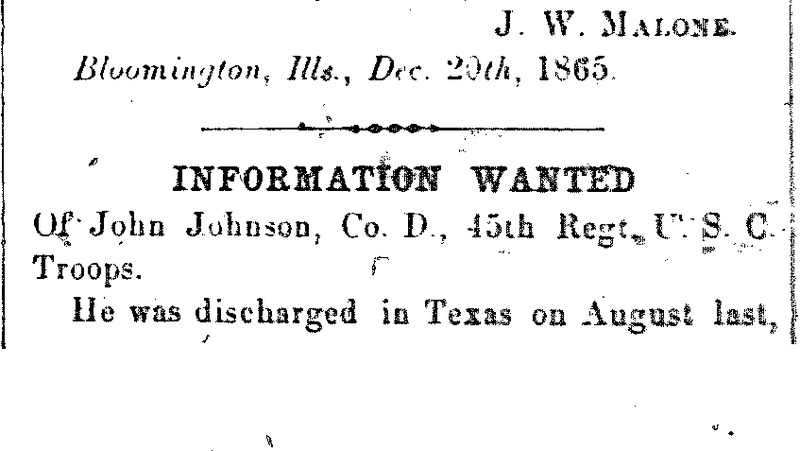 J. W. MALONE.
Bloomington, Ills., Dec. 20th, 1865.
INFORMATION WANTED
Of John Johnson, Co. D., 45th Regt. U. S. C.
Troops.
He was discharged in Texas on August last,